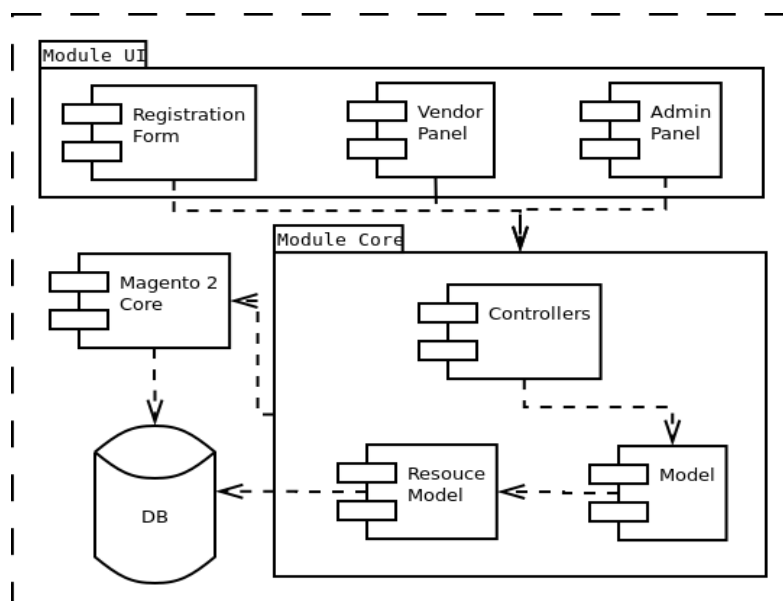 Module UI
Registration
Form
Vendor
Panel
Admin
Panel
Module Core
Magento 2
Core
Controllers
Resouce
Model
Model
DB